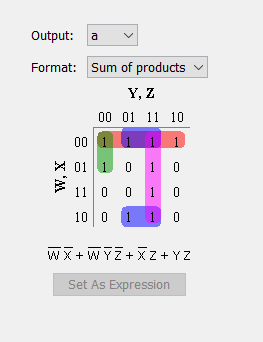 Output: a
Format: Sum of products
Y, Z
00 01 11 10
W, X
00 1 1 1 1
01 1 0 1 0
11 0 0 1 0
10 0 1 1 0
W̅ X̅ + W̅ Y̅ Z̅ + X̅ Z + Y Z
Set As Expression